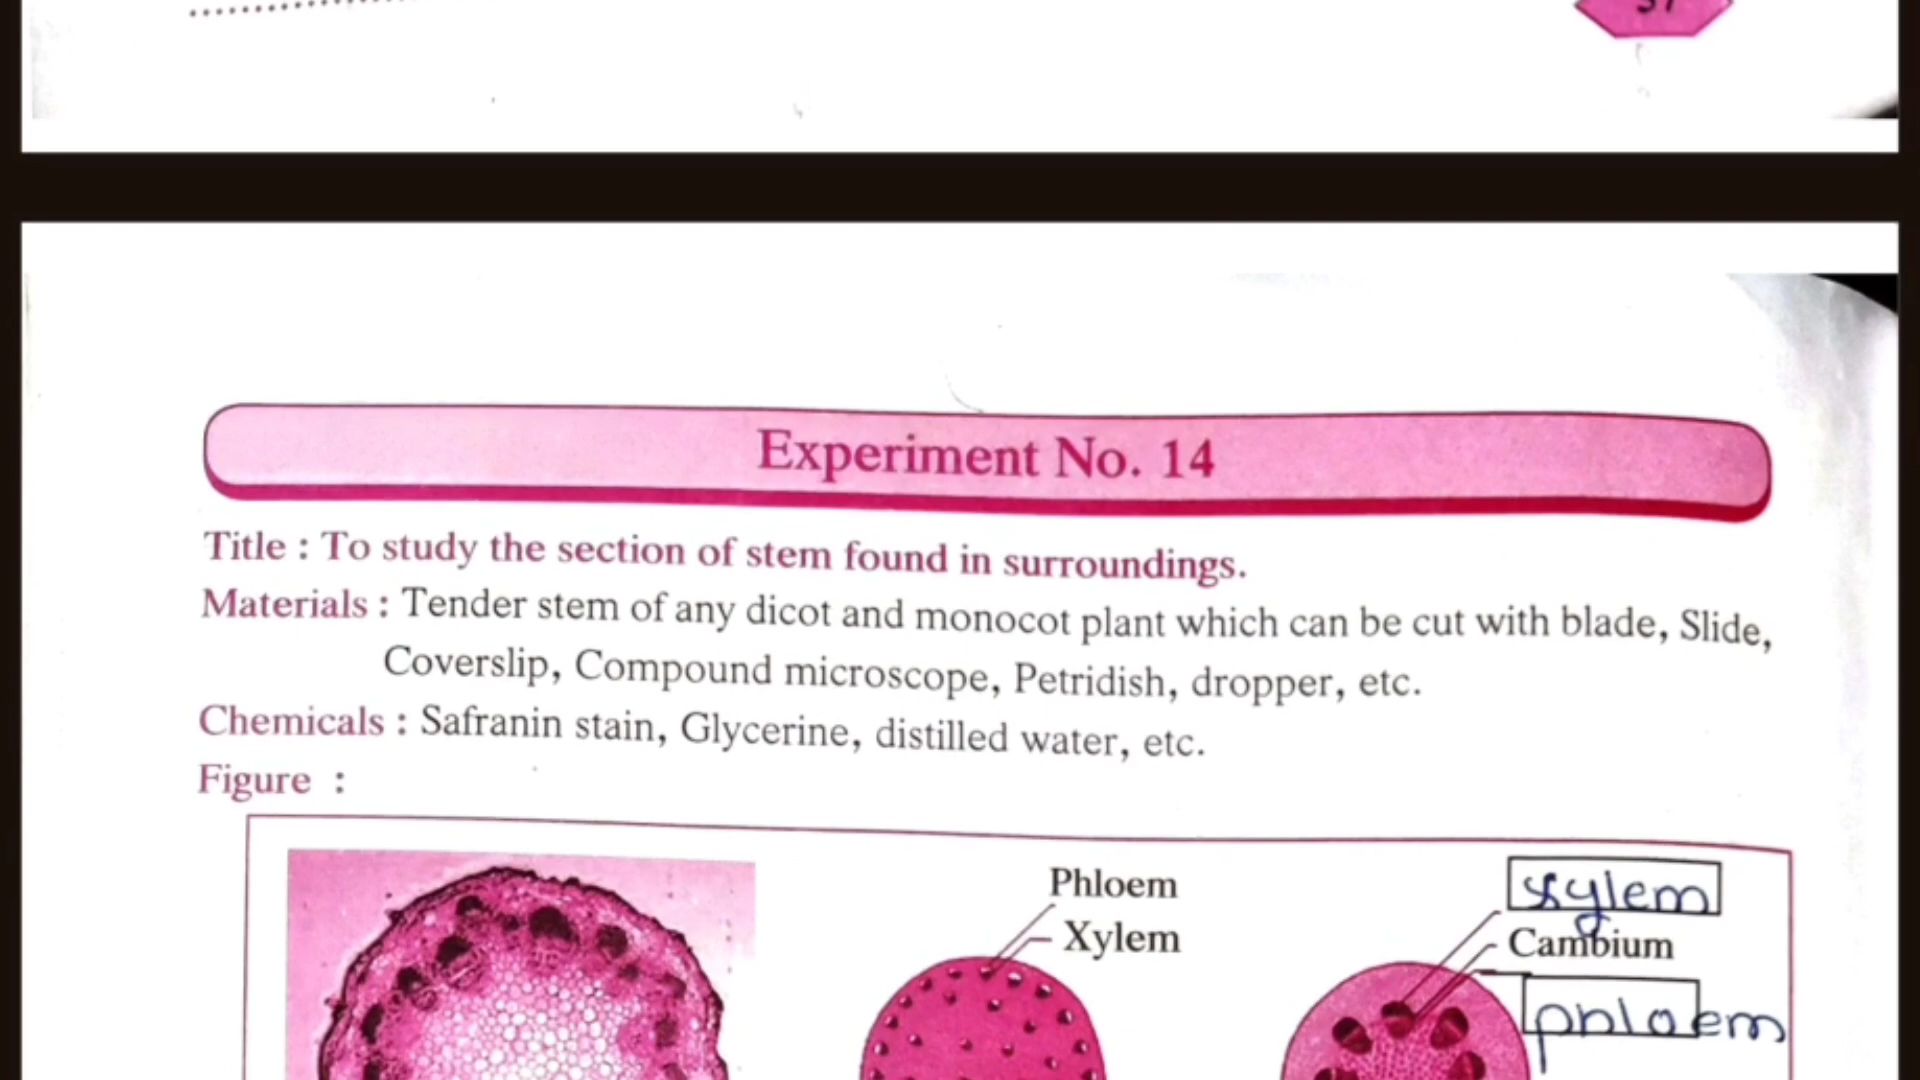 Experiment No. 14
Title : To study the section of stem found in surroundings.
Materials : Tender stem of any dicot and monocot plant which can be cut with blade, Slide,
Coverslip, Compound microscope, Petridish, dropper, etc.
Chemicals : Safranin stain, Glycerine, distilled water, etc.
Figure :
Phloem
Xylem
xylem
Cambium
phloem